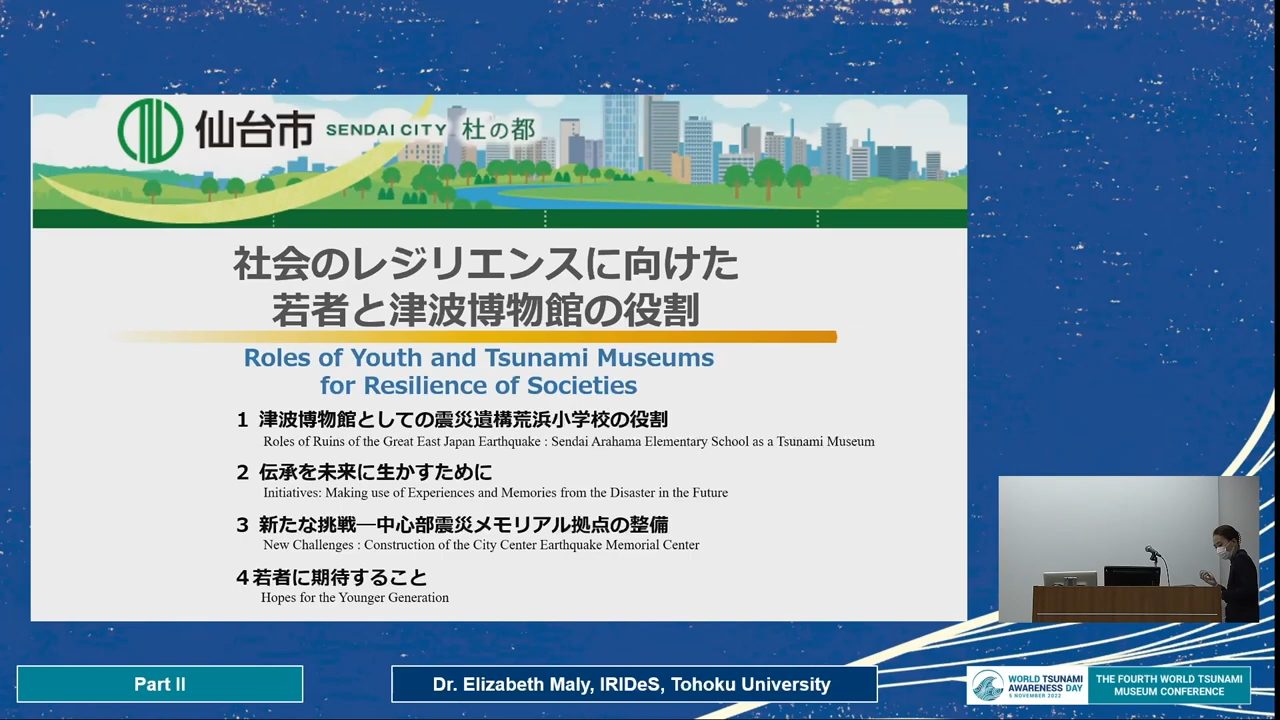 仙台市 SENDAI CITY 杜の都
社会のレジリエンスに向けた
若者と津波博物館の役割
Roles of Youth and Tsunami Museums
for Resilience of Societies
1 津波博物館としての震災遺構荒浜小学校の役割
Roles of Ruins of the Great East Japan Earthquake : Sendai Arahama Elementary School as a Tsunami Museum
2 伝承を未来に生かすために
Initiatives: Making use of Experiences and Memories from the Disaster in the Future
3 新たな挑戦―中心部震災メモリアル拠点の整備
New Challenges : Construction of the City Center Earthquake Memorial Center
4若者に期待すること
Hopes for the Younger Generation
Part II
Dr. Elizabeth Maly, IRIDeS, Tohoku University
WORLD TSUNAMI
AWARENESS DAY
5 NOVEMBER 2022
THE FOURTH WORLD TSUNAMI
MUSEUM CONFERENCE